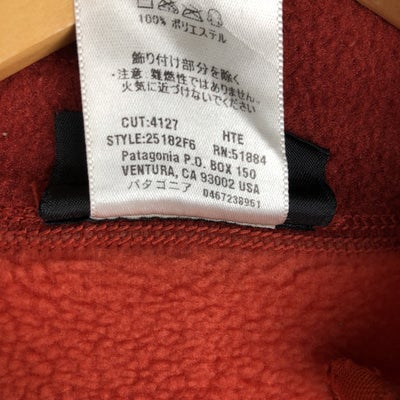 100% ポリエステル
飾り付け部分を除く
・注意 難燃性ではありません
火気に近づけないでください
CUT:4127 HTE
STYLE:25182F6 RN:51884
Patagonia P.O. BOX 150
VENTURA, CA 93002 USA
パタゴニア 0467238961